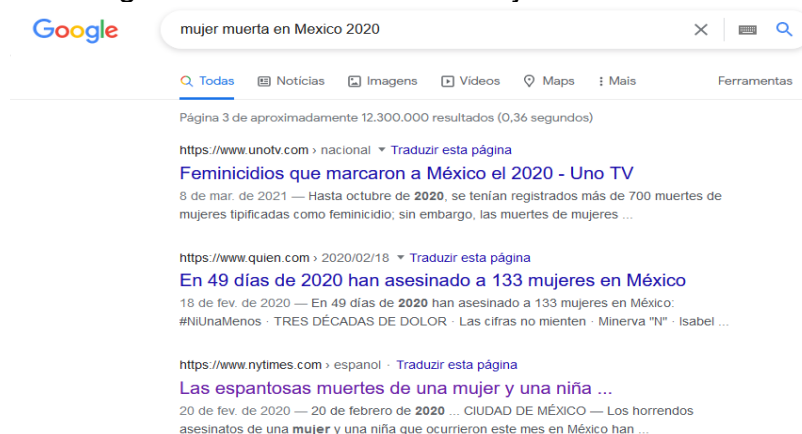 Google
mujer muerta en Mexico 2020
Todas Notícias Imagens Vídeos Maps Mais Ferramentas
Página 3 de aproximadamente 12.300.000 resultados (0,36 segundos)
https://www.unotv.com › nacional Traduzir esta página
Feminicidios que marcaron a México el 2020 - Uno TV
8 de mar. de 2021 — Hasta octubre de 2020, se tenían registrados más de 700 muertes de
mujeres tipificadas como feminicidio; sin embargo, las muertes de mujeres ...
https://www.quien.com › 2020/02/18 Traduzir esta página
En 49 días de 2020 han asesinado a 133 mujeres en México
18 de fev. de 2020 — En 49 días de 2020 han asesinado a 133 mujeres en México:
#NiUnaMenos · TRES DÉCADAS DE DOLOR · Las cifras no mienten · Minerva "N" · Isabel ...
https://www.nytimes.com › espanol · Traduzir esta página
Las espantosas muertes de una mujer y una niña ...
20 de fev. de 2020 — 20 de febrero de 2020 ... CIUDAD DE MÉXICO — Los horrendos
asesinatos de una mujer y una niña que ocurrieron este mes en México han ...